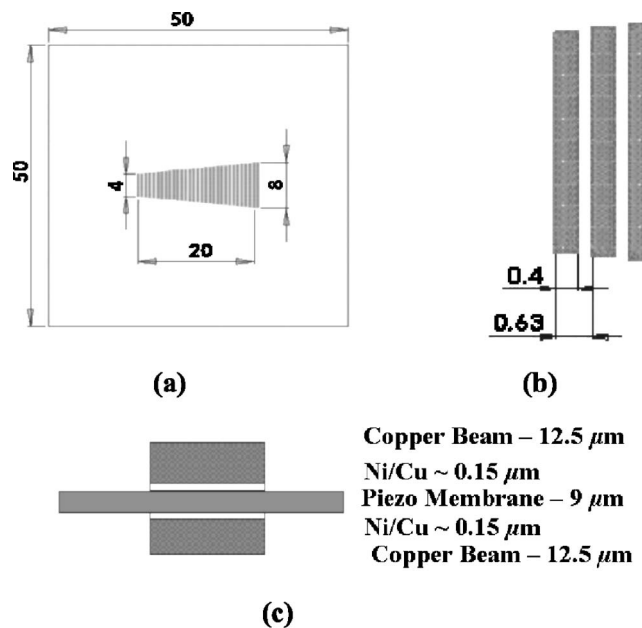 50
50
4
8
20
0.4
0.63
(a)
(b)
Copper Beam – 12.5 μm
Ni/Cu ~ 0.15 μm
Piezo Membrane – 9 μm
Ni/Cu ~ 0.15 μm
Copper Beam – 12.5 μm
(c)